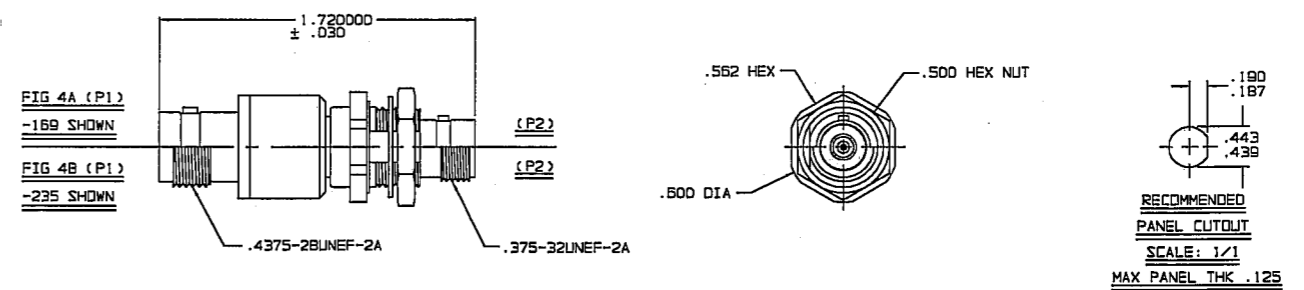 1.720000
± .030
FIG 4A (P1)
-169 SHOWN
FIG 4B (P1)
-235 SHOWN
(P2)
(P2)
.4375-28UNEF-2A
.375-32UNEF-2A
.562 HEX
.500 HEX NUT
.600 DIA
.190
.187
.443
.439
RECOMMENDED
PANEL CUTOUT
SCALE: 1/1
MAX PANEL THK .125